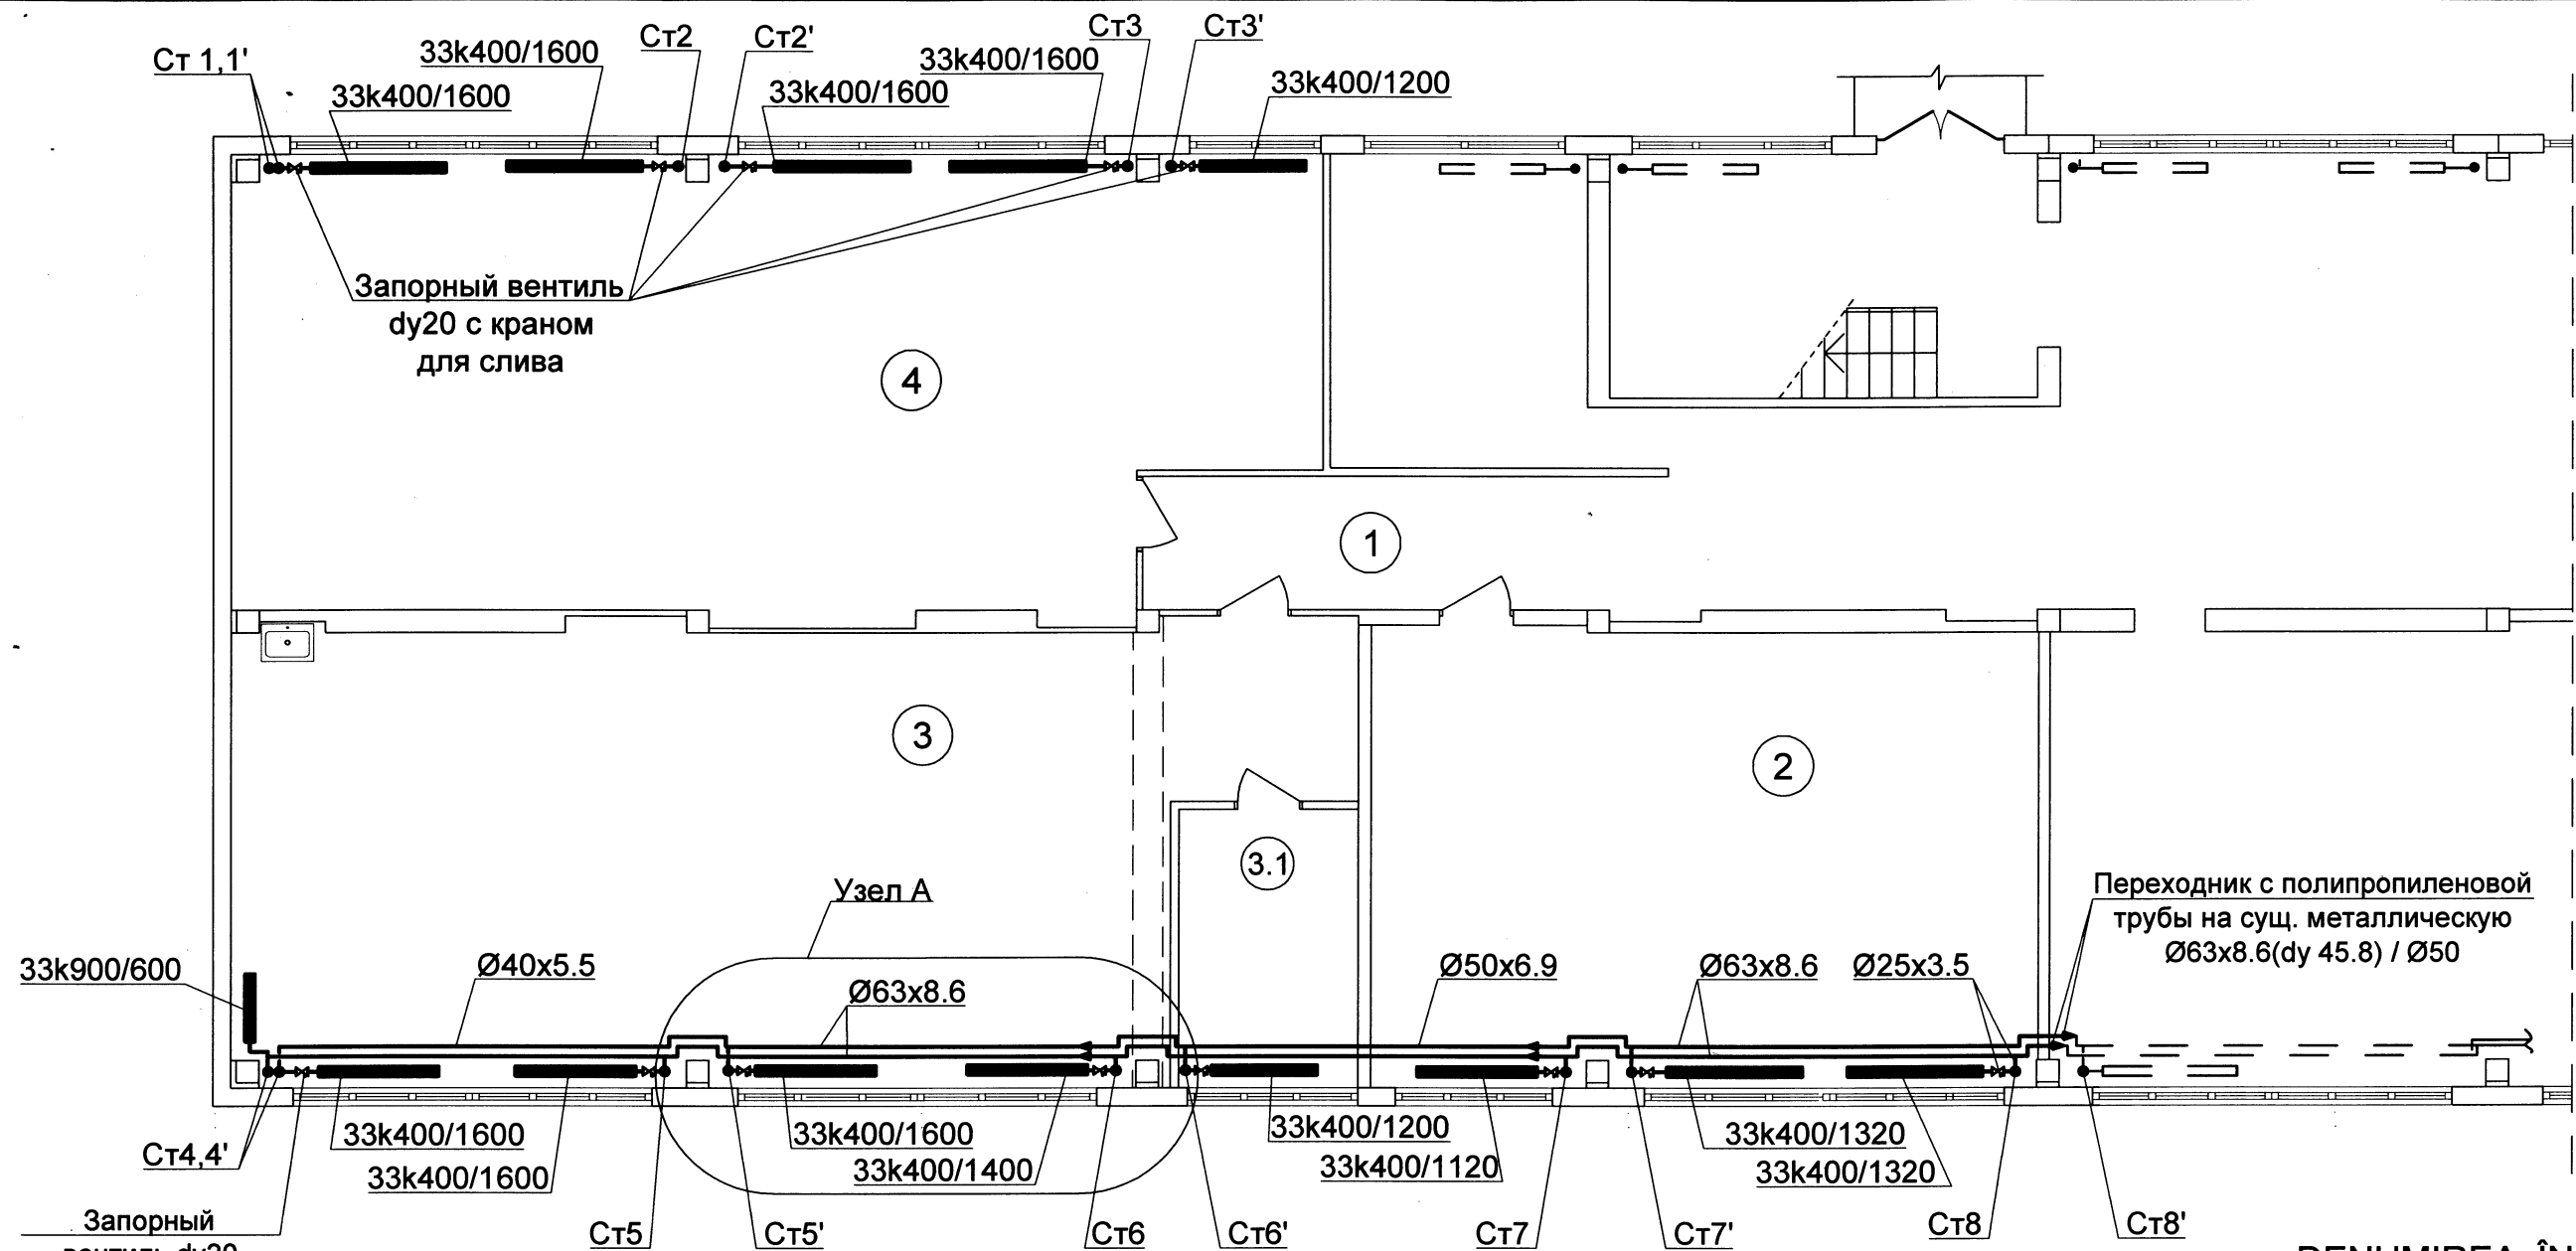 Ст 1,1'
33k400/1600
33k400/1600
Ст2
Ст2'
33k400/1600
33k400/1600
Ст3
Ст3'
33k400/1200
Запорный вентиль
dy20 с краном
для слива
4
1
3
2
3.1
Узел А
Переходник с полипропиленовой
трубы на сущ. металлическую
Ø63x8.6(dy 45.8) / Ø50
33k900/600
Ø40x5.5
Ø63x8.6
Ø50x6.9
Ø63x8.6
Ø25x3.5
33k400/1600
33k400/1600
33k400/1600
33k400/1400
33k400/1200
33k400/1120
33k400/1320
33k400/1320
Ст4,4'
Запорный
вентиль dy20
Ст5
Ст5'
Ст6
Ст6'
Ст7
Ст7'
Ст8
Ст8'
DENUMIREA ÎN